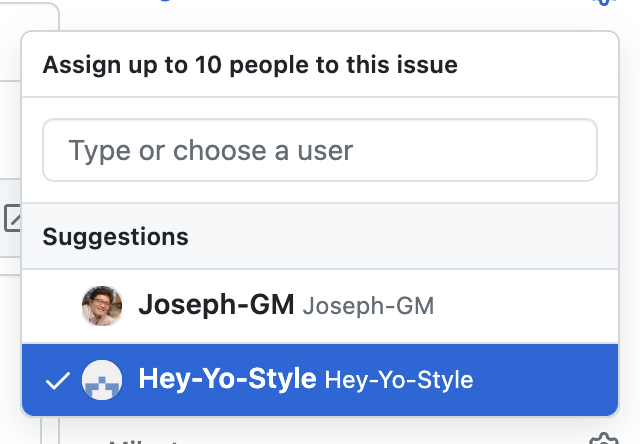 Assign up to 10 people to this issue
Type or choose a user
Suggestions
Joseph-GM Joseph-GM
Hey-Yo-Style Hey-Yo-Style